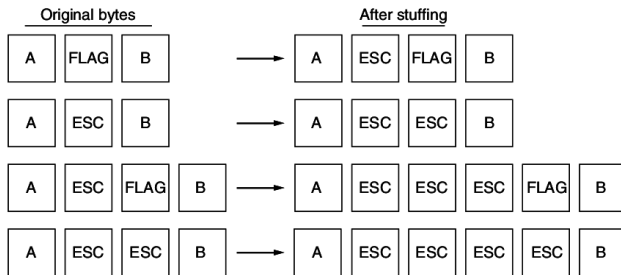 Original bytes After stuffing
A FLAG B A ESC FLAG B
A ESC B A ESC ESC B
A ESC FLAG B A ESC ESC ESC FLAG B
A ESC ESC B A ESC ESC ESC ESC B